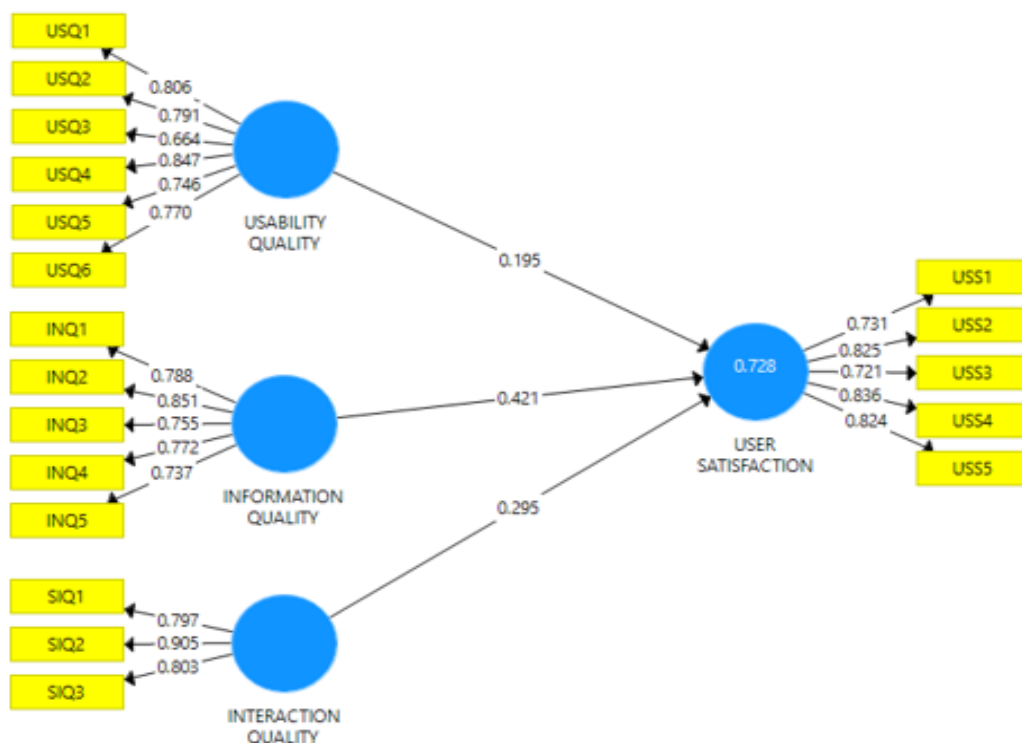 USQ1
USQ2
USQ3
USQ4
USQ5
USQ6
0.806
0.791
0.664
0.847
0.746
0.770
USABILITY
QUALITY
0.195
INQ1
INQ2
INQ3
INQ4
INQ5
0.788
0.851
0.755
0.772
0.737
INFORMATION
QUALITY
0.421
SIQ1
SIQ2
SIQ3
0.797
0.905
0.803
INTERACTION
QUALITY
0.295
0.728
USER
SATISFACTION
0.731
0.825
0.721
0.836
0.824
USS1
USS2
USS3
USS4
USS5